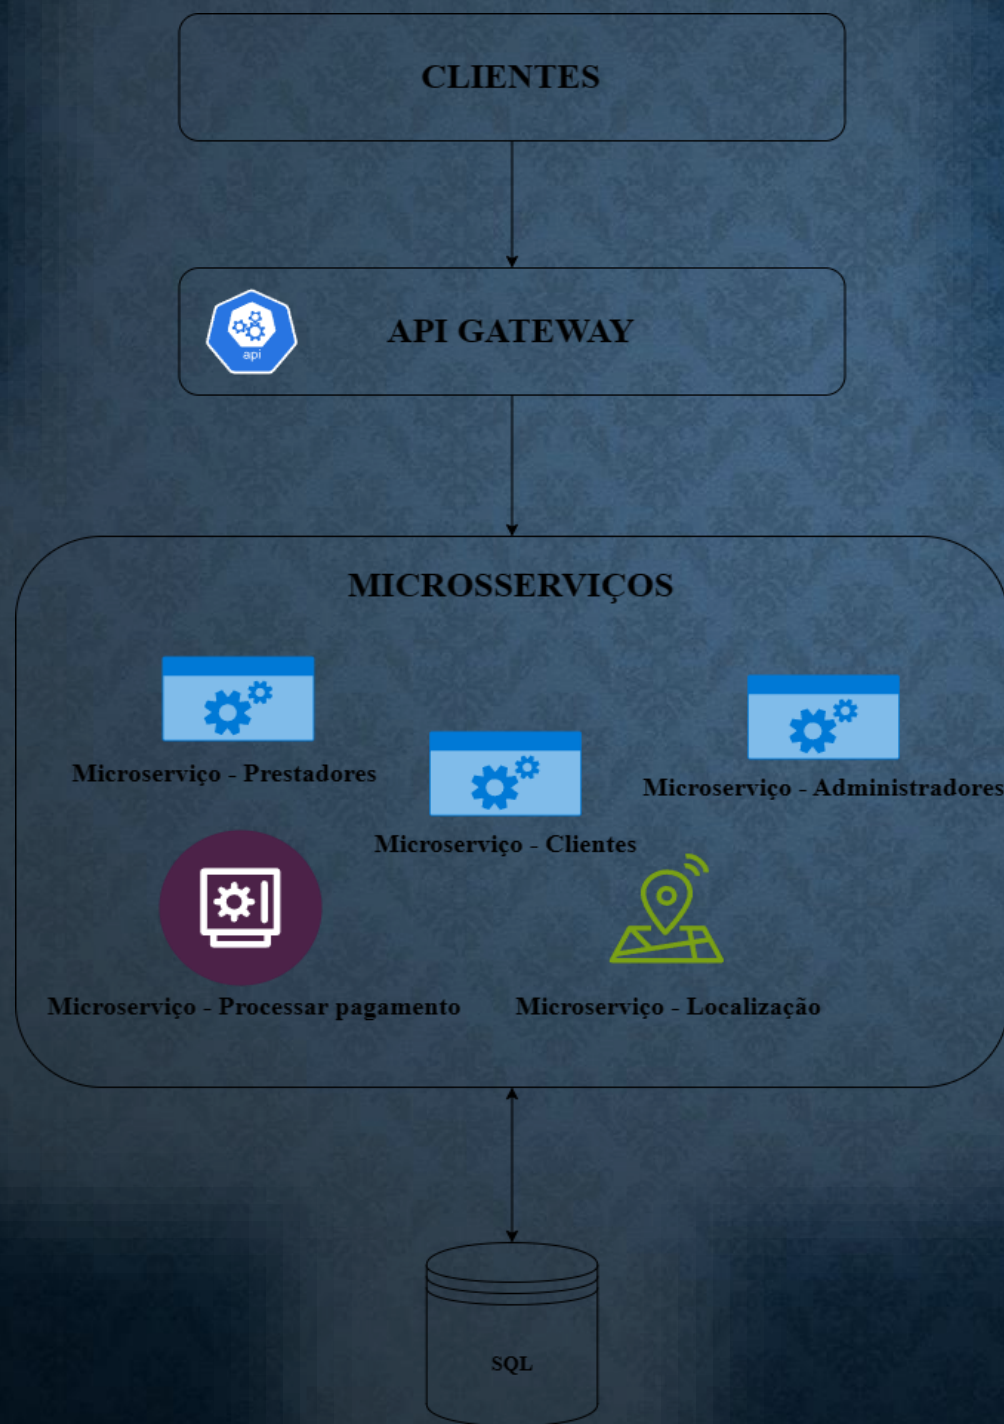 CLIENTES
API GATEWAY
api
MICROSSERVIÇOS
Microserviço - Prestadores
Microserviço - Administradores
Microserviço - Clientes
Microserviço - Processar pagamento
Microserviço - Localização
SQL